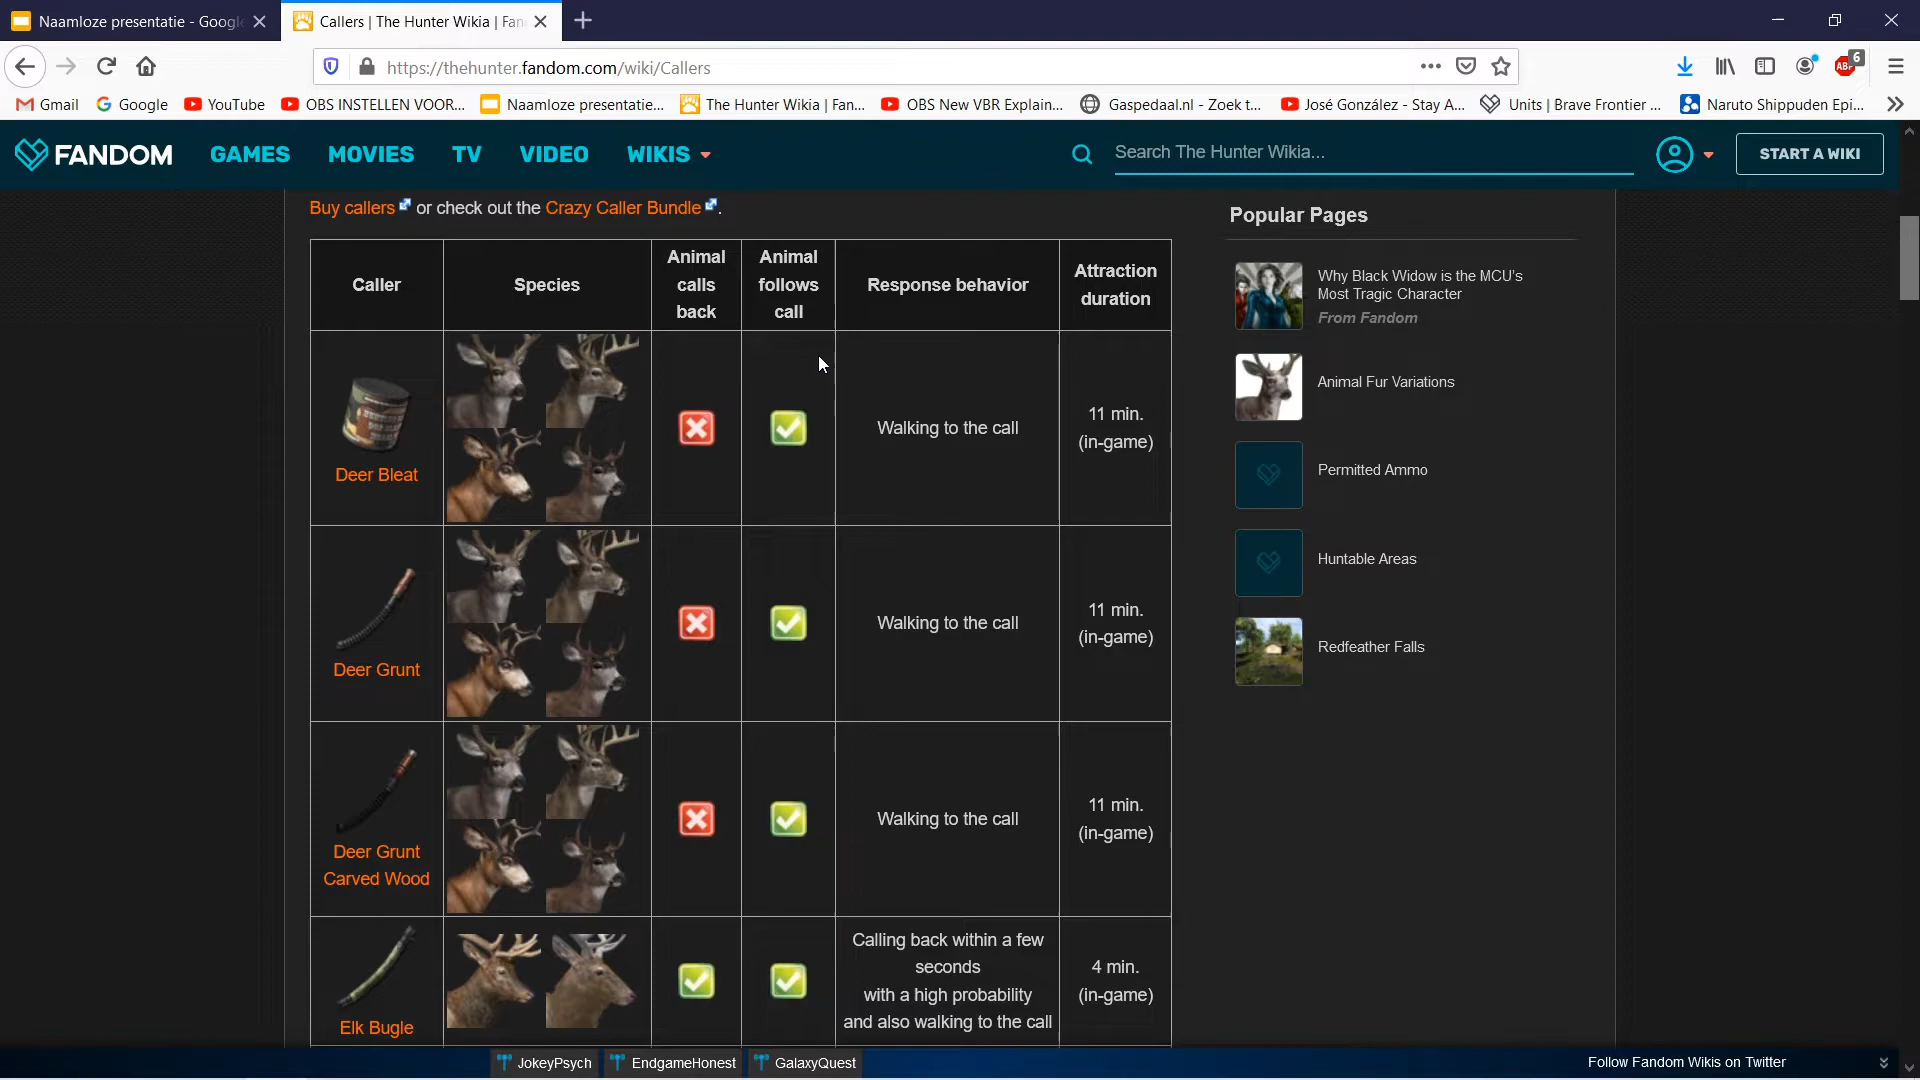 Naamloze presentatie - Googl
Callers | The Hunter Wikia | Fan
https://thehunter.fandom.com/wiki/Callers
6
ABP
Gmail
Google
YouTube
OBS INSTELLEN VOOR...
Naamloze presentatie...
The Hunter Wikia | Fan...
OBS New VBR Explain...
Gaspedaal.nl - Zoek t...
José González - Stay A...
Units | Brave Frontier ...
Naruto Shippuden Epi...
FANDOM
GAMES
MOVIES
TV
VIDEO
WIKIS
Search The Hunter Wikia...
START A WIKI
Buy callers or check out the Crazy Caller Bundle .
Caller
Species
Animal
calls
back
Animal
follows
call
Response behavior
Attraction
duration
Deer Bleat
Walking to the call
11 min.
(in-game)
Deer Grunt
Walking to the call
11 min.
(in-game)
Deer Grunt
Carved Wood
Walking to the call
11 min.
(in-game)
Elk Bugle
Calling back within a few
seconds
with a high probability
and also walking to the call
4 min.
(in-game)
Popular Pages
Why Black Widow is the MCU's
Most Tragic Character
From Fandom
Animal Fur Variations
Permitted Ammo
Huntable Areas
Redfeather Falls
JokeyPsych
EndgameHonest
GalaxyQuest
Follow Fandom Wikis on Twitter